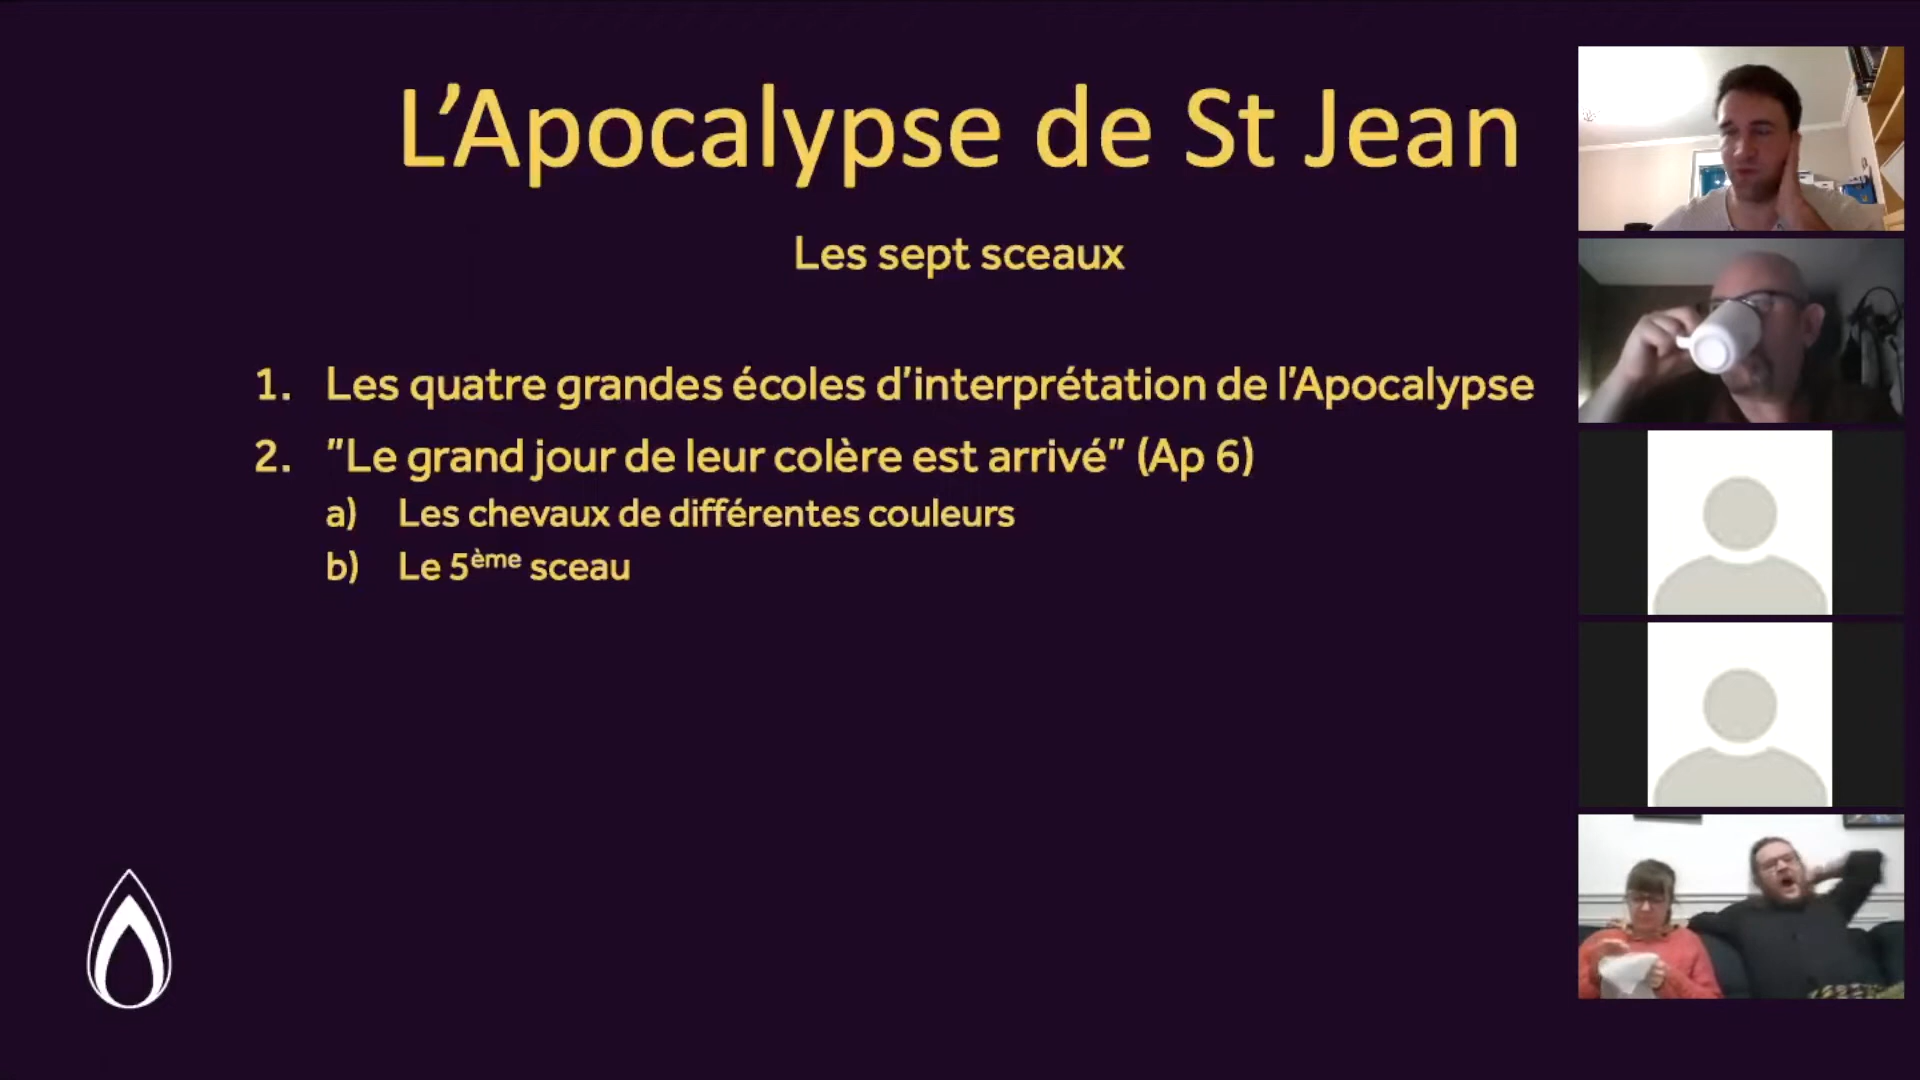 L’Apocalypse de St Jean
Les sept sceaux
1. Les quatre grandes écoles d’interprétation de l’Apocalypse
2. ”Le grand jour de leur colère est arrivé” (Ap 6)
a) Les chevaux de différentes couleurs
b) Le 5ème sceau